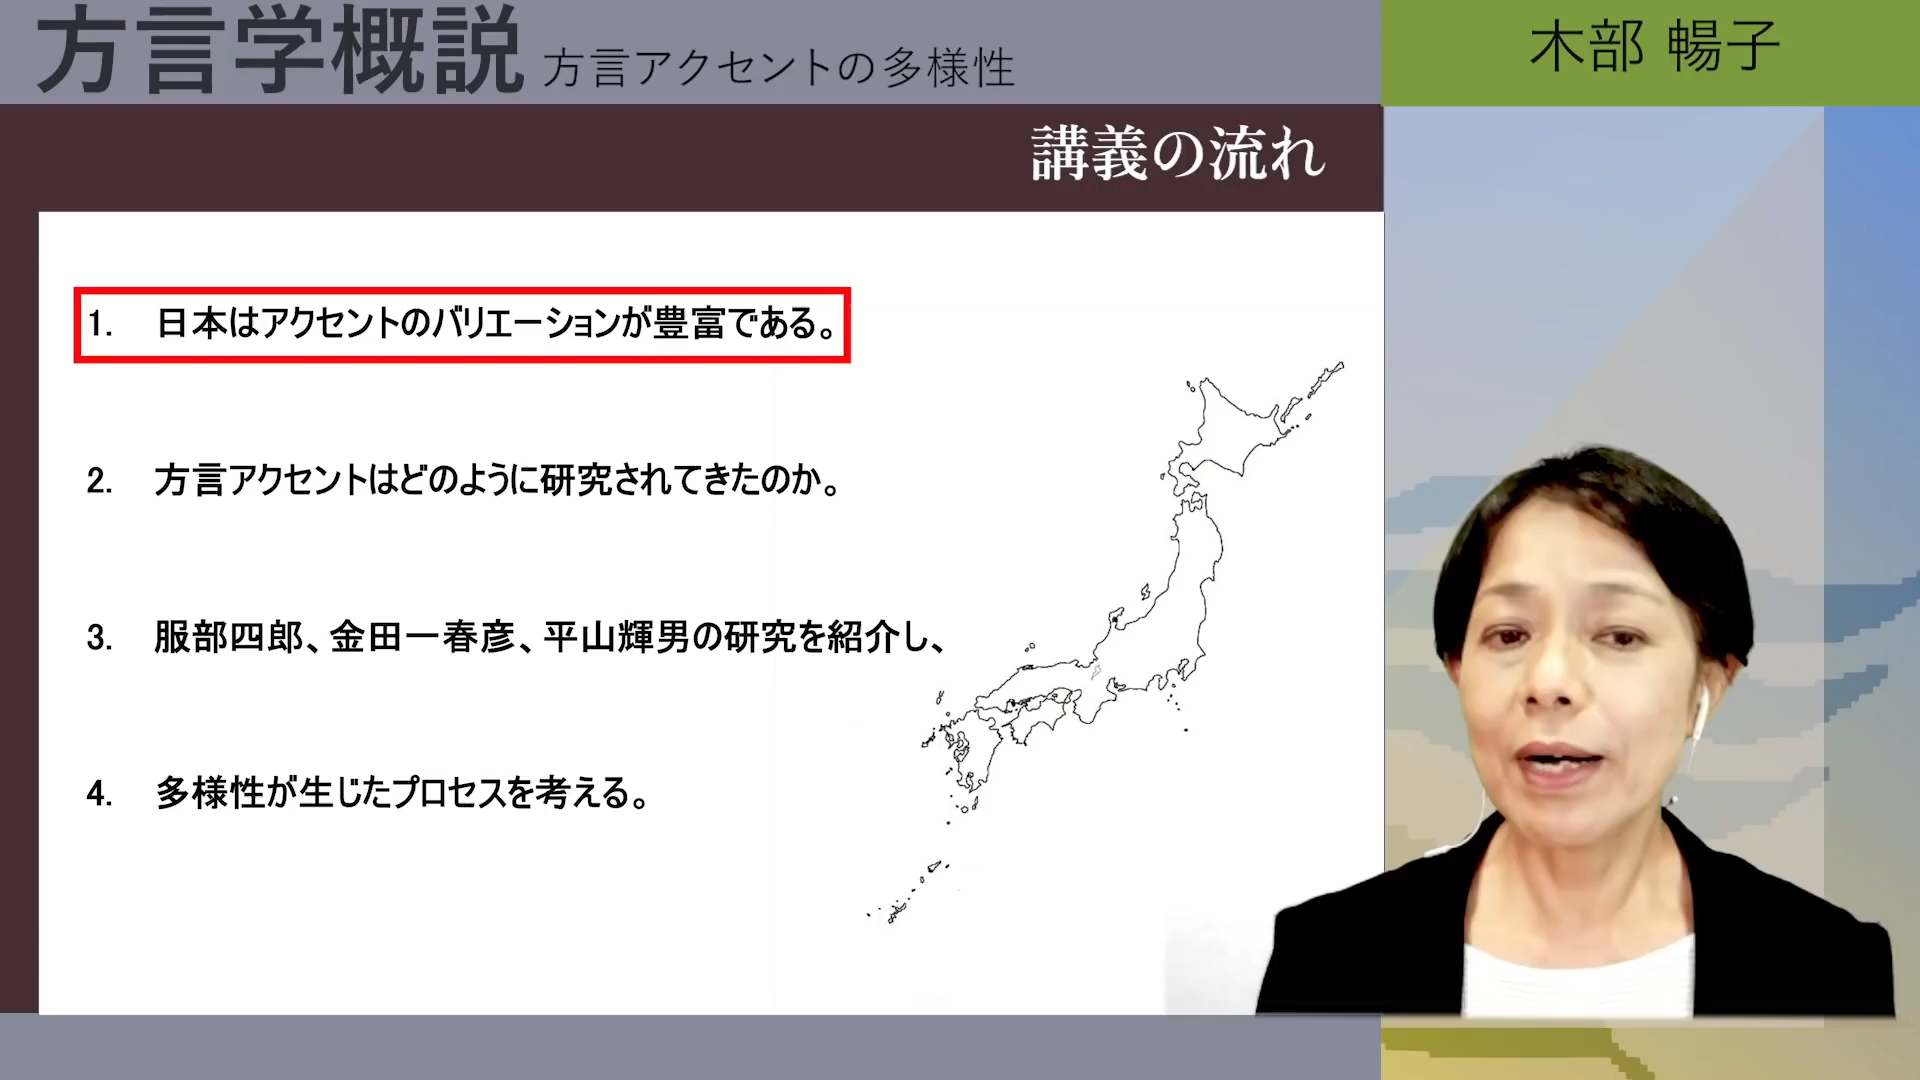 方言学概説 方言アクセントの多様性
木部 暢子
講義の流れ
1. 日本はアクセントのバリエーションが豊富である。
2. 方言アクセントはどのように研究されてきたのか。
3. 服部四郎、金田一春彦、平山輝男の研究を紹介し、
4. 多様性が生じたプロセスを考える。